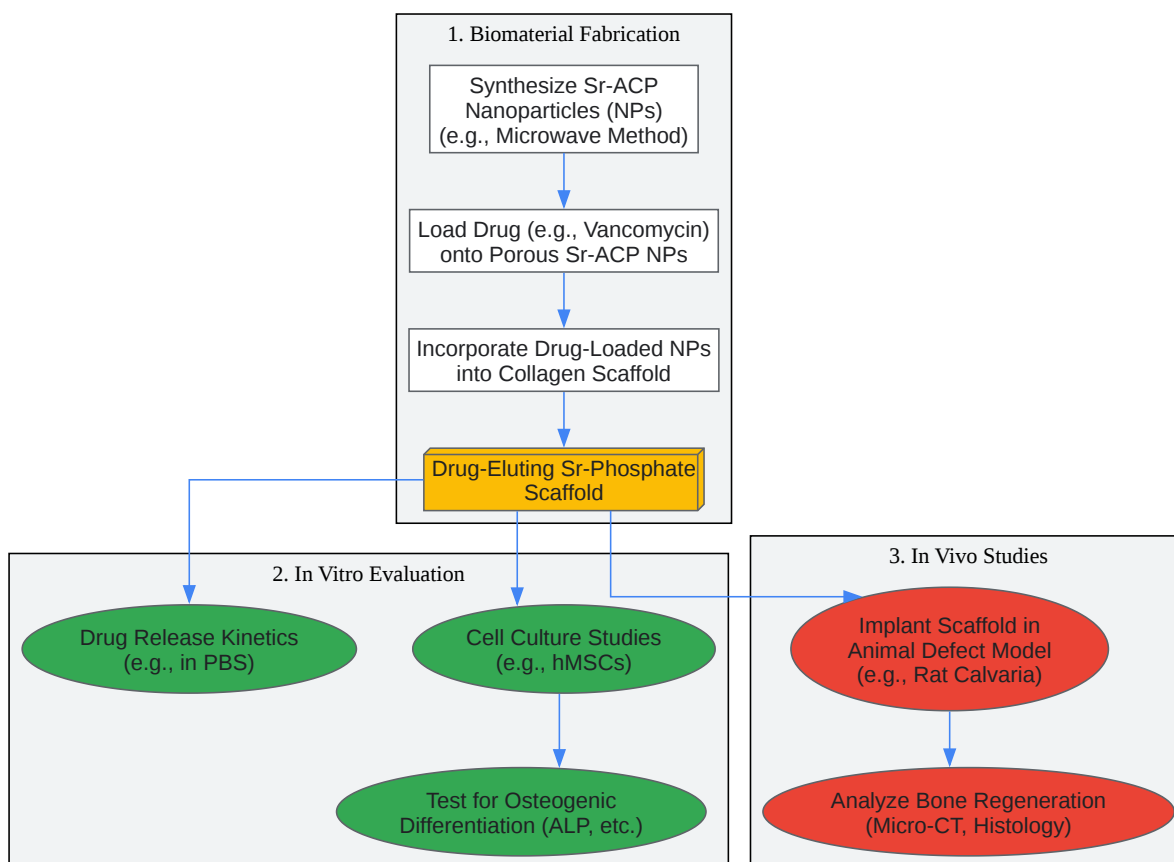 1. Biomaterial Fabrication
Synthesize Sr-ACP
Nanoparticles (NPs)
(e.g., Microwave Method)
Load Drug (e.g., Vancomycin)
onto Porous Sr-ACP NPs
Incorporate Drug-Loaded NPs
into Collagen Scaffold
Drug-Eluting Sr-Phosphate
Scaffold
2. In Vitro Evaluation
Drug Release Kinetics
(e.g., in PBS)
Cell Culture Studies
(e.g., hMSCs)
Test for Osteogenic
Differentiation (ALP, etc.)
3. In Vivo Studies
Implant Scaffold in
Animal Defect Model
(e.g., Rat Calvaria)
Analyze Bone Regeneration
(Micro-CT, Histology)